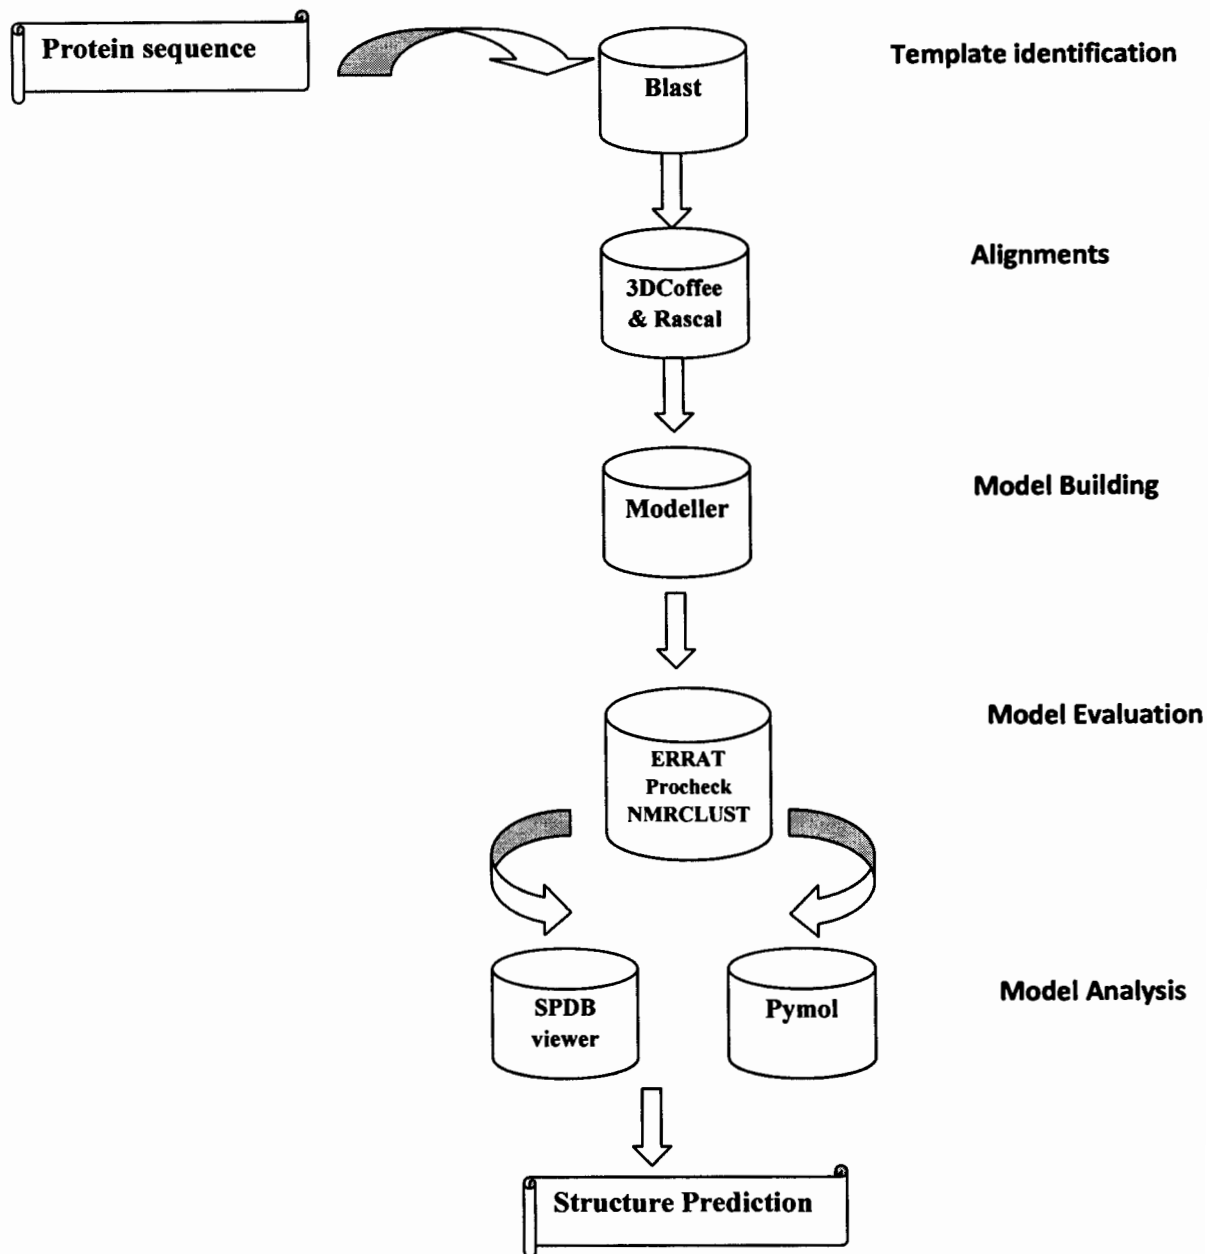 Protein sequence
Template identification
Blast
Alignments
3DCoffee
& Rascal
Model Building
Modeller
Model Evaluation
ERRAT
Procheck
NMRCLUST
SPDB
viewer
Pymol
Model Analysis
Structure Prediction